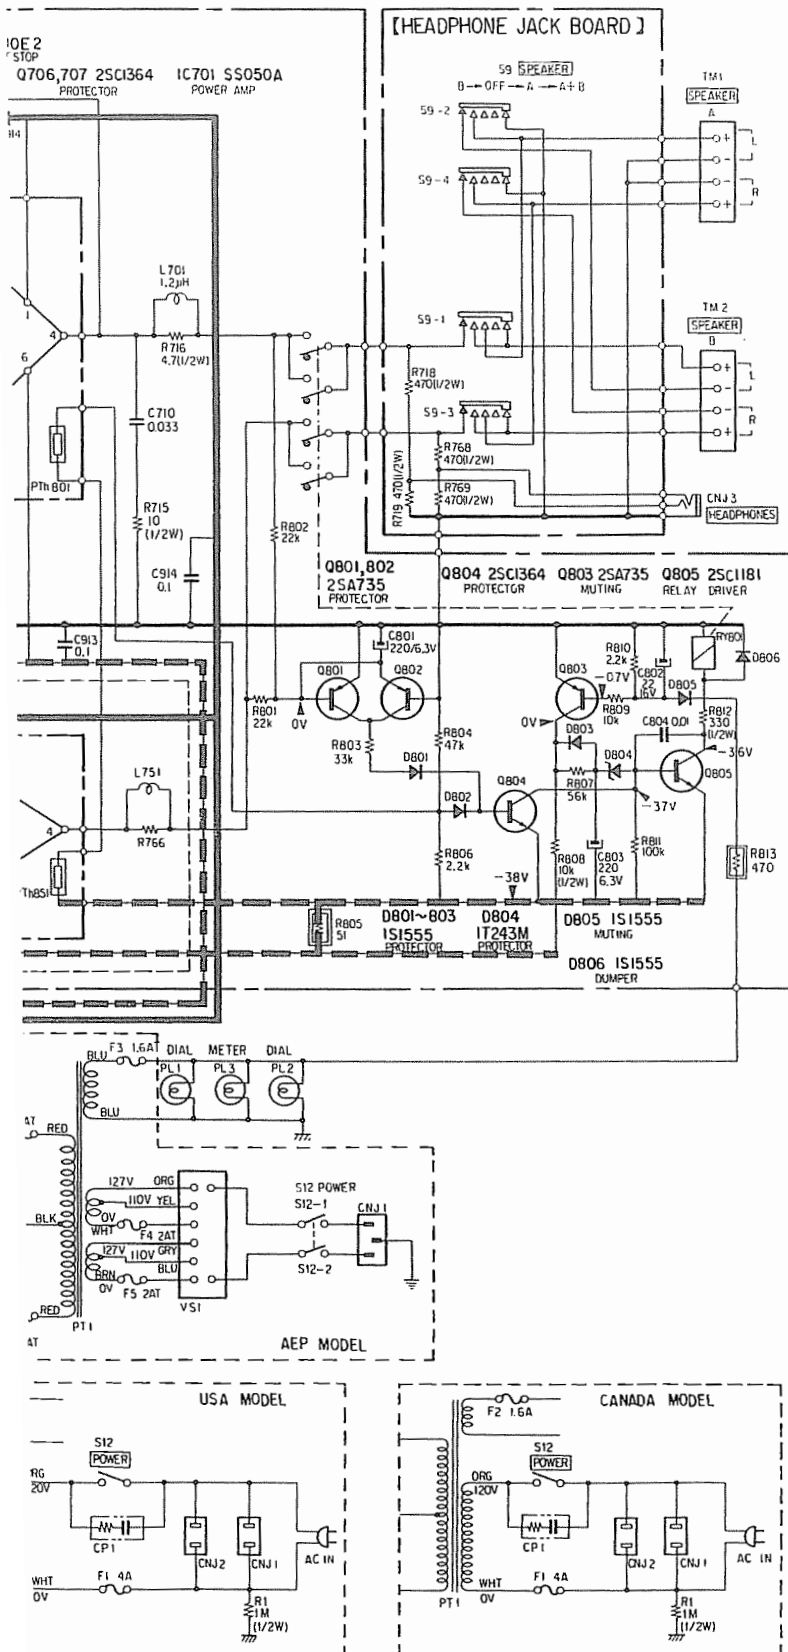 [HEADPHONE JACK BOARD]
STOP
Q706,707 2SC1364
PROTECTOR
IC701 SS050A
POWER AMP
S9 SPEAKER
B→OFF→A→A+B
S9-2
S9-4
S9-1
S9-3
TM1
SPEAKER
A
+
-
-
+
L
R
TM2
SPEAKER
B
+
-
-
+
L
R
L701
1.2μH
1
4
6
R716
4.7(1/2W)
C710
0.033
PTh801
R715
10
(1/2W)
R802
22k
C914
0.1
R718
470(1/2W)
R768
470(1/2W)
R719 470(1/2W)
R769
470(1/2W)
CNJ3
HEADPHONES
Q801,802
2SA735
PROTECTOR
Q804 2SC1364
PROTECTOR
Q803 2SA735
MUTING
Q805 2SC1181
RELAY DRIVER
C913
0.1
C801
220/6.3V
Q801
Q802
R801
22k
0V
R803
33k
R804
47k
D801
D802
R806
2.2k
Q803
R810
2.2k
-0.7V
C802
22
16V
RY801
D806
D805
R809
10k
R812
330
(1/2W)
0V
D803
C804 0.01
D804
-36V
R807
56k
Q804
Q805
-37V
R808
10k
(1/2W)
C803
220
6.3V
R811
100k
R813
470
L751
4
R766
Th851
-38V
R805
51
D801~803
1S1555
PROTECTOR
D804
1T243M
PROTECTOR
D805 1S1555
MUTING
D806 1S1555
DUMPER
F3 1.6AT
BLU
DIAL
PL1
METER
PL3
DIAL
PL2
BLU
AT
RED
BLK
RED
AT
PT1
127V
ORG
110V YEL
0V
WHT
F4 2AT
GRY
127V
110V
BLU
BRN
0V
F5 2AT
VS1
S12 POWER
S12-1
S12-2
CNJ1
AEP MODEL
USA MODEL
S12
POWER
CP1
CNJ2
CNJ1
AC IN
WHT
0V
F1 4A
R1
1M
(1/2W)
CANADA MODEL
F2 1.6A
S12
POWER
ORG
120V
CP1
CNJ2
CNJ1
AC IN
WHT
0V
F1 4A
PT1
R1
1M
(1/2W)